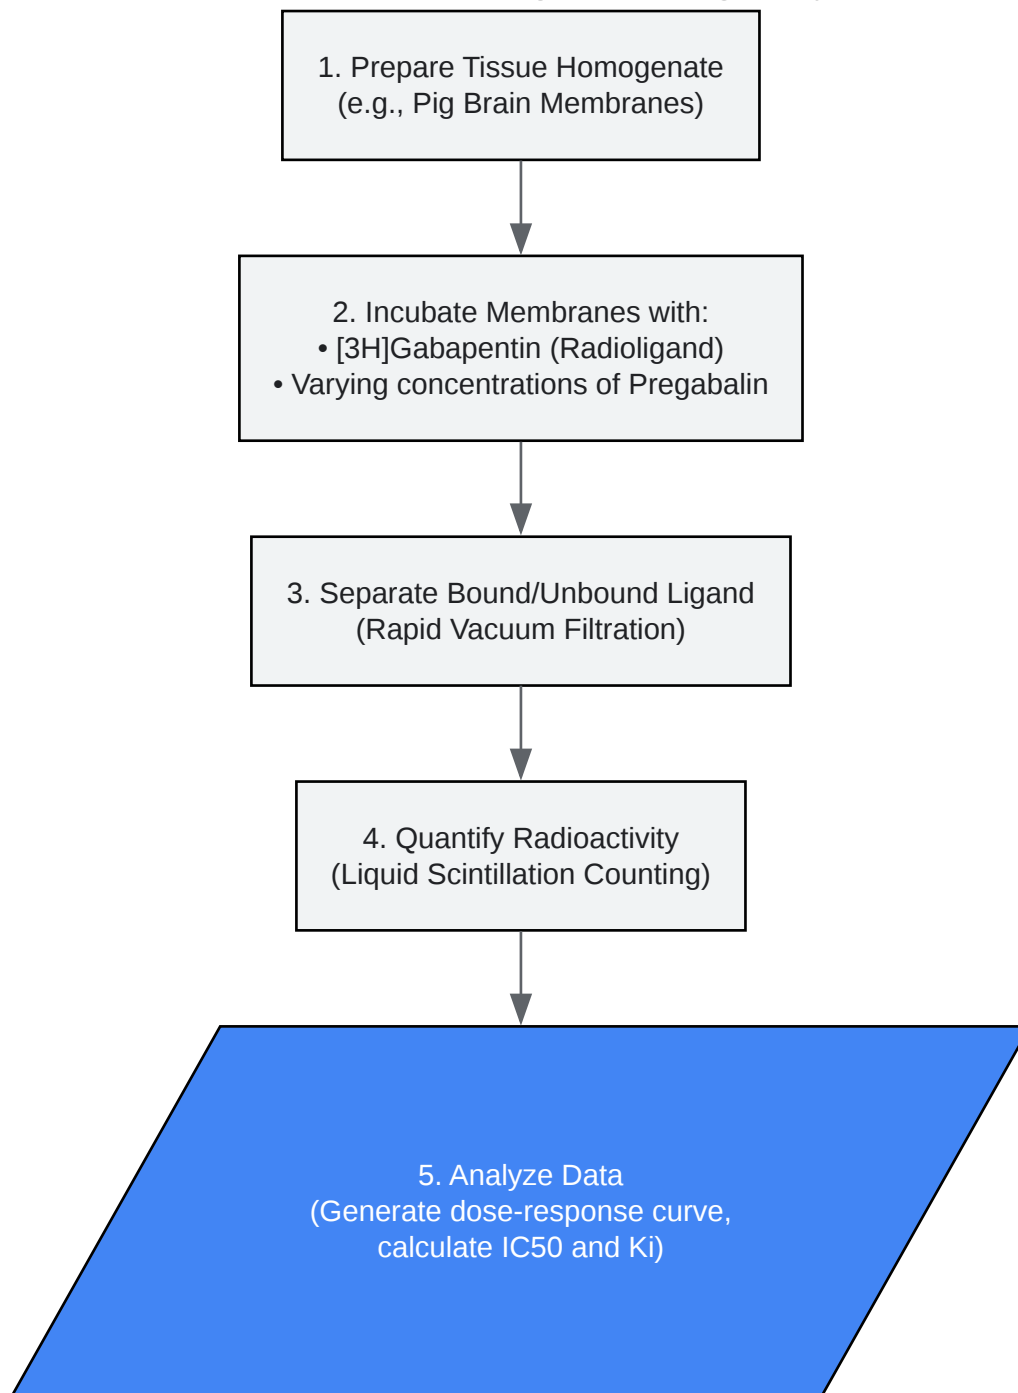 1. Prepare Tissue Homogenate
(e.g., Pig Brain Membranes)
2. Incubate Membranes with:
• [3H]Gabapentin (Radioligand)
• Varying concentrations of Pregabalin
3. Separate Bound/Unbound Ligand
(Rapid Vacuum Filtration)
4. Quantify Radioactivity
(Liquid Scintillation Counting)
5. Analyze Data
(Generate dose-response curve,
calculate IC50 and Ki)